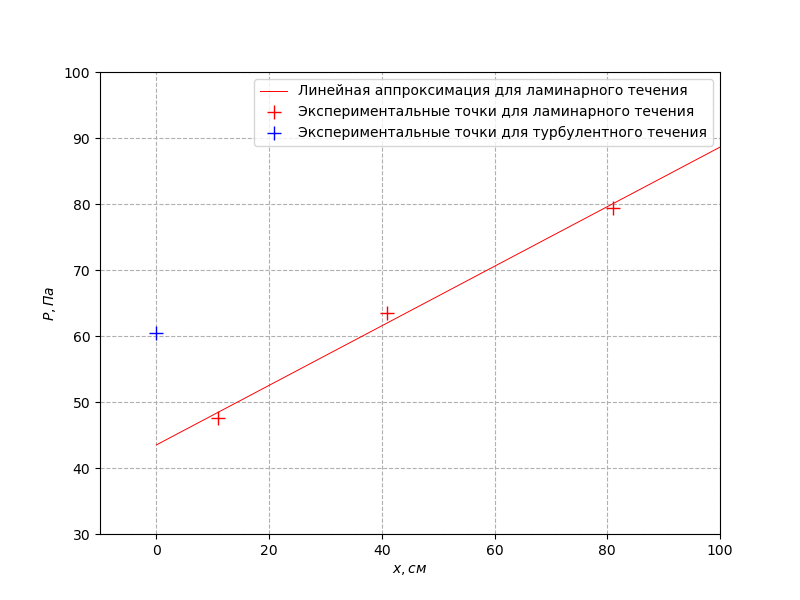 Линейная аппроксимация для ламинарного течения
Экспериментальные точки для ламинарного течения
Экспериментальные точки для турбулентного течения
100
90
80
70
60
50
40
30
P, Па
0 20 40 60 80 100
x, см